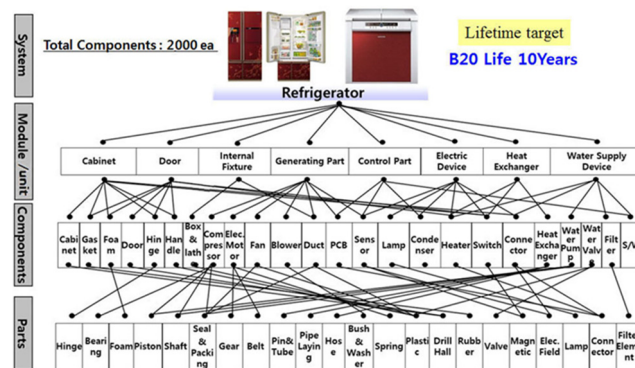 System
Total Components : 2000 ea
Lifetime target
B20 Life 10Years
Refrigerator
Module /unit
Cabinet
Door
Internal
Fixture
Generating Part
Control Part
Electric
Device
Heat
Exchanger
Water Supply
Device
Components
Cabi
net
Gas
ket
Foa
m
Door
Hin
ge
Han
dle
Box
&
lath
Com
pres
sor
Elec.
Mot
or
Fan
Blower
Duct
PCB
Sens
or
Lamp
Conde
nser
Heater
Switch
Conne
ctor
Heat
Excha
nger
Wat
er
Pum
p
Wat
er
Valv
e
Filt
er
S/W
Parts
Hinge
Beari
ng
Foam
Piston
Shaft
Seal
&
Packi
ng
Gear
Belt
Pin&
Tube
Pipe
Layin
g
Hos
e
Bush
&
Wash
er
Spring
Plast
ic
Drill
Hall
Rubb
er
Valve
Mag
netic
Elec.
Field
Lamp
Conn
ector
Filte
Elem
nt